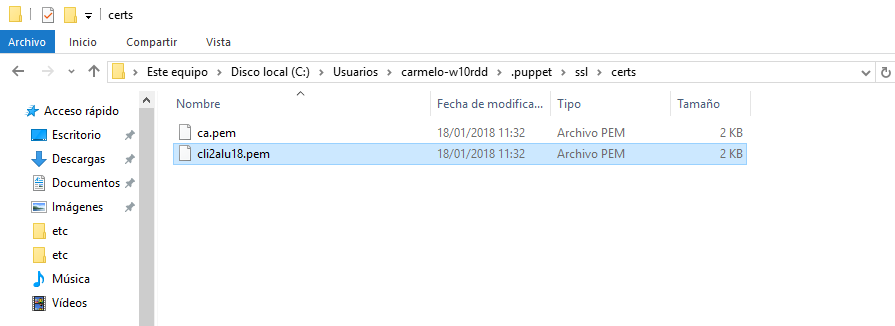 certs
Archivo Inicio Compartir Vista
Este equipo Disco local (C:) Usuarios carmelo-w10rdd .puppet ssl certs
Acceso rápido
Escritorio
Descargas
Documentos
Imágenes
etc
etc
Música
Vídeos
Nombre Fecha de modifica... Tipo Tamaño
ca.pem 18/01/2018 11:32 Archivo PEM 2 KB
cli2alu18.pem 18/01/2018 11:32 Archivo PEM 2 KB